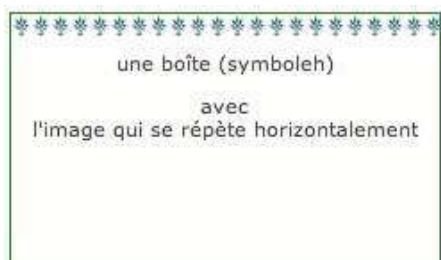 une boîte (symboleh)
avec
l'image qui se répète horizontalement